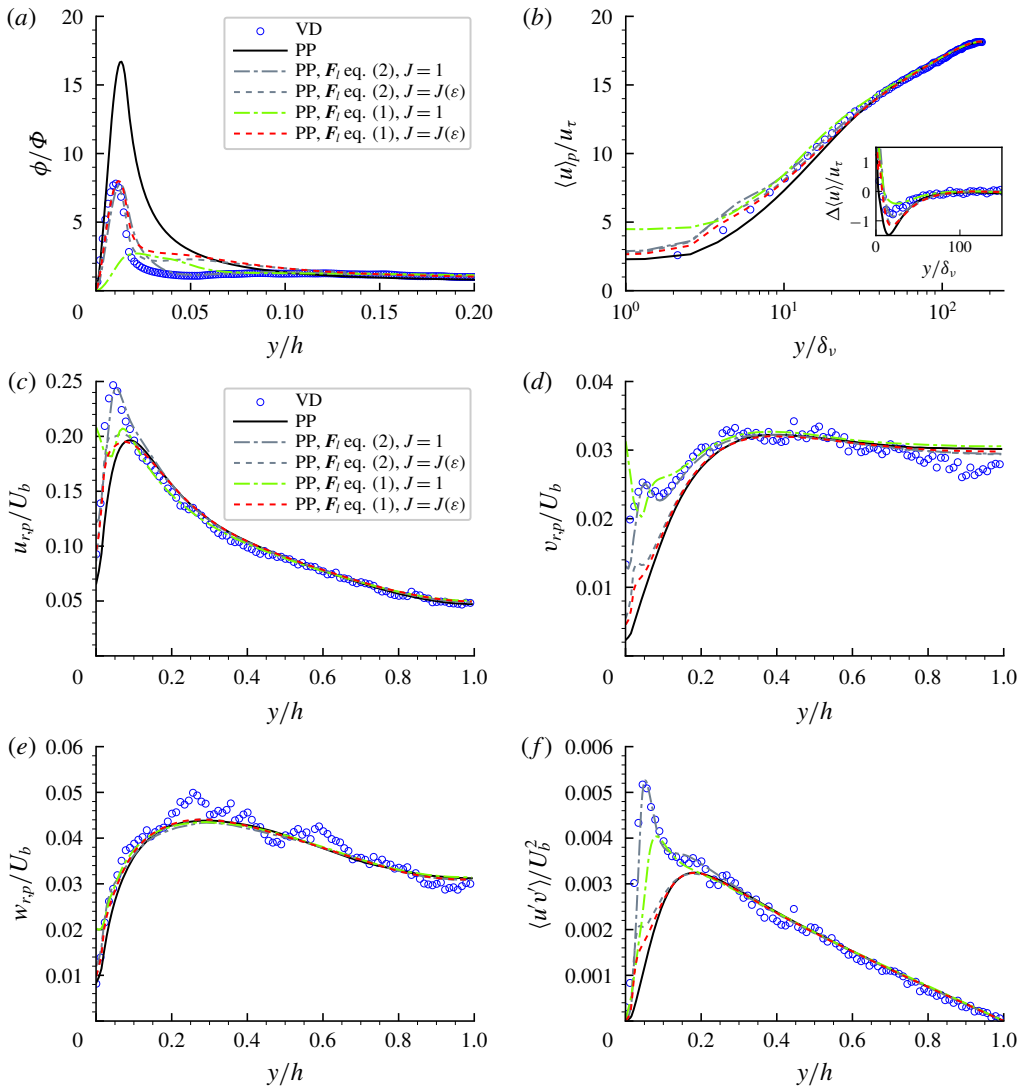 (a)
20
15
10
5
0
ϕ/Φ
0.05
0.10
0.15
0.20
y/h
VD
PP
PP, F_l eq. (2), J = 1
PP, F_l eq. (2), J = J(ε)
PP, F_l eq. (1), J = 1
PP, F_l eq. (1), J = J(ε)
(b)
20
15
10
5
0
⟨u⟩_p/u_τ
10^0
10^1
10^2
y/δ_ν
Δ⟨u⟩/u_τ
1
0
−1
0
100
y/δ_ν
(c)
0.25
0.20
0.15
0.10
0.05
0
u_{r,p}/U_b
0.2
0.4
0.6
0.8
1.0
y/h
VD
PP
PP, F_l eq. (2), J = 1
PP, F_l eq. (2), J = J(ε)
PP, F_l eq. (1), J = 1
PP, F_l eq. (1), J = J(ε)
(d)
0.04
0.03
0.02
0.01
0
v_{r,p}/U_b
0.2
0.4
0.6
0.8
1.0
y/h
(e)
0.06
0.05
0.04
0.03
0.02
0.01
0
w_{r,p}/U_b
0.2
0.4
0.6
0.8
1.0
y/h
(f)
0.006
0.005
0.004
0.003
0.002
0.001
0
⟨u′v′⟩/U_b^2
0.2
0.4
0.6
0.8
1.0
y/h